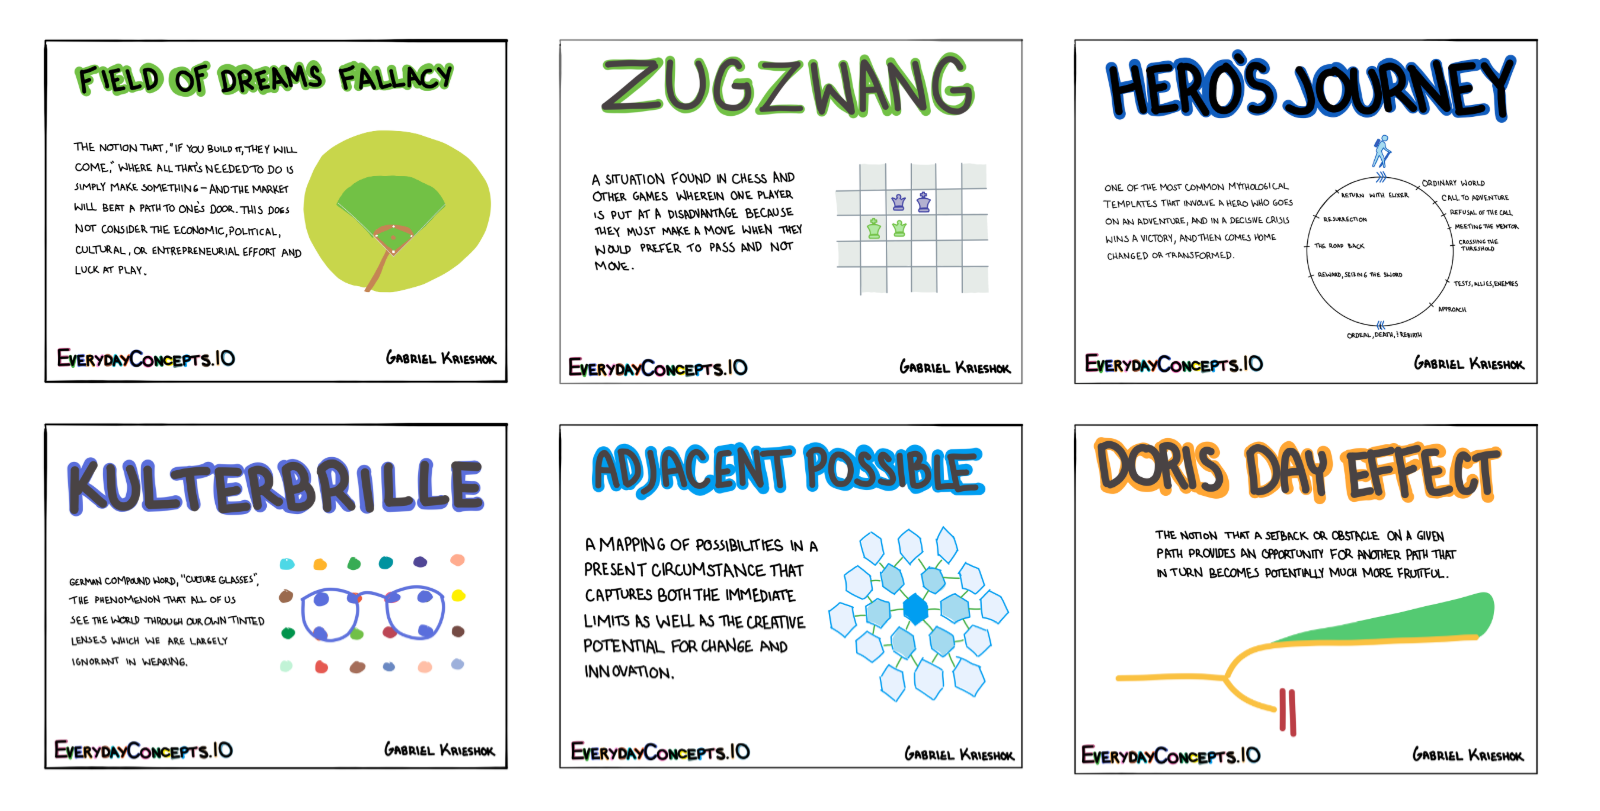 FIELD OF DREAMS FALLACY
THE NOTION THAT, "IF YOU BUILD IT, THEY WILL
COME," WHERE ALL THAT'S NEEDED TO DO IS
SIMPLY MAKE SOMETHING - AND THE MARKET
WILL BEAT A PATH TO ONE'S DOOR. THIS DOES
NOT CONSIDER THE ECONOMIC, POLITICAL,
CULTURAL, OR ENTREPRENEURIAL EFFORT AND
LUCK AT PLAY.
EVERYDAYCONCEPTS.IO
GABRIEL KRIESHOK
ZUGZWANG
A SITUATION FOUND IN CHESS AND
OTHER GAMES WHEREIN ONE PLAYER
IS PUT AT A DISADVANTAGE BECAUSE
THEY MUST MAKE A MOVE WHEN THEY
WOULD PREFER TO PASS AND NOT
MOVE.
EVERYDAYCONCEPTS.IO
GABRIEL KRIESHOK
HERO'S JOURNEY
ONE OF THE MOST COMMON MYTHOLOGICAL
TEMPLATES THAT INVOLVE A HERO WHO GOES
ON AN ADVENTURE, AND IN A DECISIVE CRISIS
WINS A VICTORY, AND THEN COMES HOME
CHANGED OR TRANSFORMED.
ORDINARY WORLD
CALL TO ADVENTURE
REFUSAL OF THE CALL
MEETING THE MENTOR
CROSSING THE
THRESHOLD
TESTS, ALLIES, ENEMIES
APPROACH
ORDEAL, DEATH, & REBIRTH
REWARD, SEIZING THE SWORD
THE ROAD BACK
RESURRECTION
RETURN WITH ELIXER
EVERYDAYCONCEPTS.IO
GABRIEL KRIESHOK
KULTERBRILLE
GERMAN COMPOUND WORD, "CULTURE GLASSES",
THE PHENOMENON THAT ALL OF US
SEE THE WORLD THROUGH OUR OWN TINTED
LENSES WHICH WE ARE LARGELY
IGNORANT IN WEARING.
EVERYDAYCONCEPTS.IO
GABRIEL KRIESHOK
ADJACENT POSSIBLE
A MAPPING OF POSSIBILITIES IN A
PRESENT CIRCUMSTANCE THAT
CAPTURES BOTH THE IMMEDIATE
LIMITS AS WELL AS THE CREATIVE
POTENTIAL FOR CHANGE AND
INNOVATION.
EVERYDAYCONCEPTS.IO
GABRIEL KRIESHOK
DORIS DAY EFFECT
THE NOTION THAT A SETBACK OR OBSTACLE ON A GIVEN
PATH PROVIDES AN OPPORTUNITY FOR ANOTHER PATH THAT
IN TURN BECOMES POTENTIALLY MUCH MORE FRUITFUL.
EVERYDAYCONCEPTS.IO
GABRIEL KRIESHOK